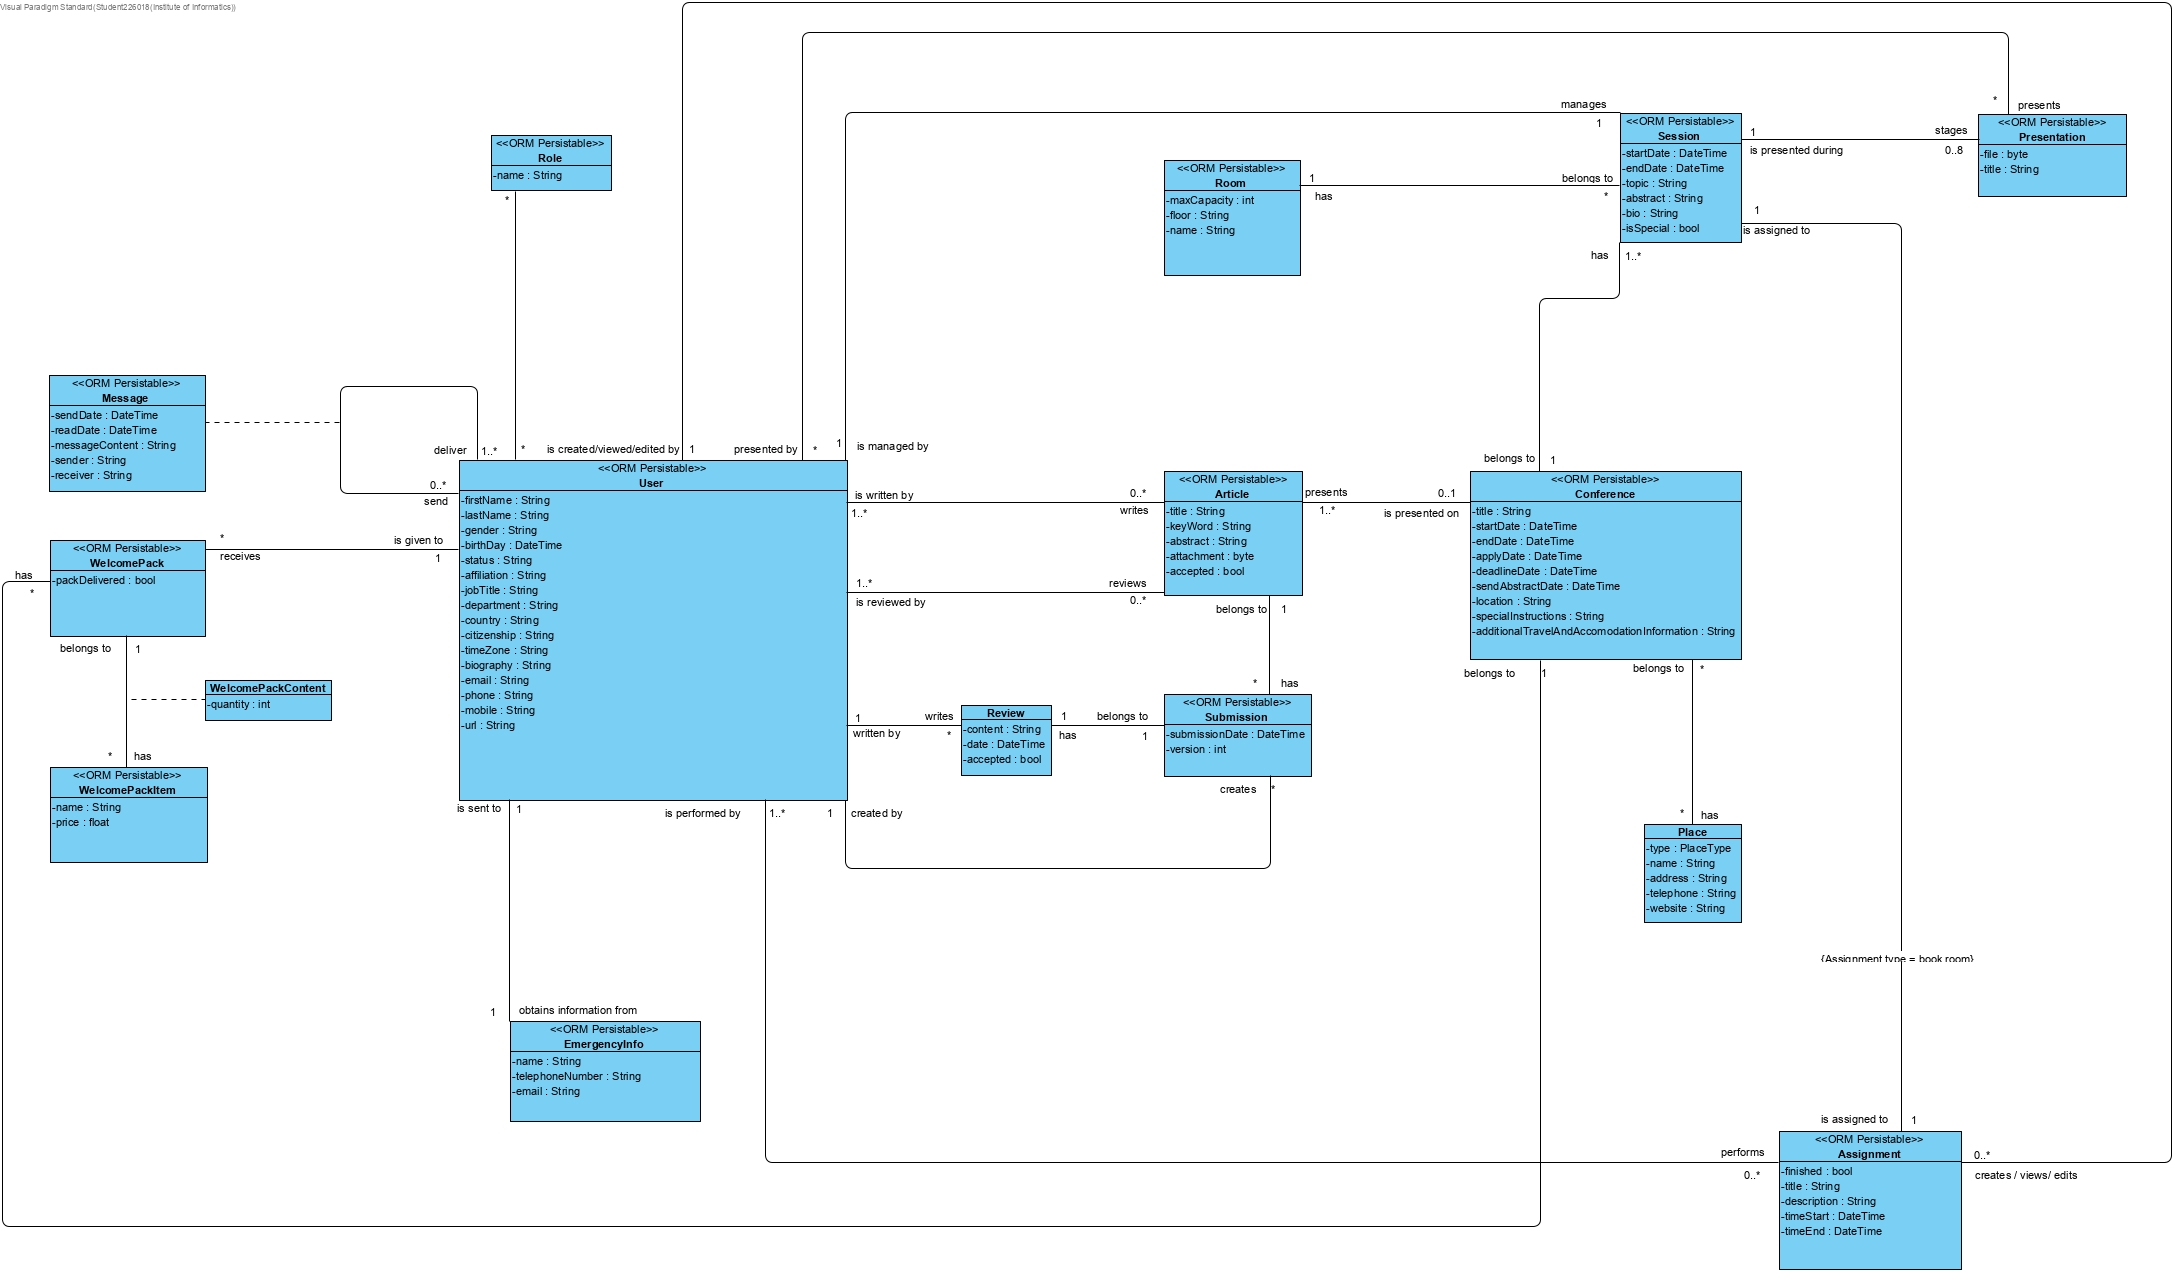 Visual Paradigm Standard(Student226018(Institute of Informatics))
manages
1
<<ORM Persistable>>
Session
-startDate : DateTime
-endDate : DateTime
-topic : String
-abstract : String
-bio : String
-isSpecial : bool
1
is presented during
stages
0..8
*
presents
<<ORM Persistable>>
Presentation
-file : byte
-title : String
<<ORM Persistable>>
Role
-name : String
*
<<ORM Persistable>>
Room
-maxCapacity : int
-floor : String
-name : String
1
has
belongs to
*
1
is assigned to
has
1..*
<<ORM Persistable>>
Message
-sendDate : DateTime
-readDate : DateTime
-messageContent : String
-sender : String
-receiver : String
deliver
1..*
*
is created/viewed/edited by
1
presented by
*
1
is managed by
0..*
send
<<ORM Persistable>>
User
-firstName : String
-lastName : String
-gender : String
-birthDay : DateTime
-status : String
-affiliation : String
-jobTitle : String
-department : String
-country : String
-citizenship : String
-timeZone : String
-biography : String
-email : String
-phone : String
-mobile : String
-url : String
is written by
1..*
0..*
writes
<<ORM Persistable>>
Article
-title : String
-keyWord : String
-abstract : String
-attachment : byte
-accepted : bool
presents
1..*
0..1
is presented on
belongs to
1
<<ORM Persistable>>
Conference
-title : String
-startDate : DateTime
-endDate : DateTime
-applyDate : DateTime
-deadlineDate : DateTime
-sendAbstractDate : DateTime
-location : String
-specialInstructions : String
-additionalTravelAndAccomodationInformation : String
*
receives
is given to
1
<<ORM Persistable>>
WelcomePack
-packDelivered : bool
has
*
1..*
is reviewed by
reviews
0..*
belongs to
1
belongs to
1
WelcomePackContent
-quantity : int
*
has
<<ORM Persistable>>
WelcomePackItem
-name : String
-price : float
1
written by
writes
*
Review
-content : String
-date : DateTime
-accepted : bool
1
has
belongs to
1
*
has
<<ORM Persistable>>
Submission
-submissionDate : DateTime
-version : int
creates
*
belongs to
1
belongs to
*
*
has
Place
-type : PlaceType
-name : String
-address : String
-telephone : String
-website : String
is sent to
1
is performed by
1..*
1
created by
{Assignment type = book room}
1
obtains information from
<<ORM Persistable>>
EmergencyInfo
-name : String
-telephoneNumber : String
-email : String
is assigned to
1
performs
0..*
<<ORM Persistable>>
Assignment
-finished : bool
-title : String
-description : String
-timeStart : DateTime
-timeEnd : DateTime
0..*
creates / views/ edits